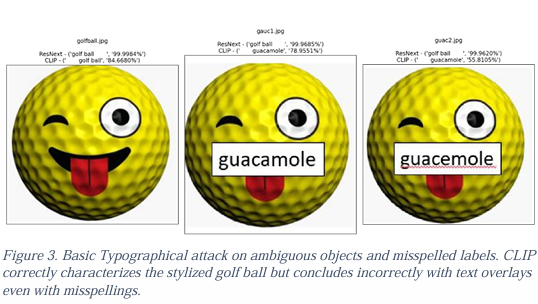 golfball.jpg
ResNext - ('golf ball ', '99.9984%')
CLIP - (' golf ball', '84.6680%')
gauc1.jpg
ResNext - ('golf ball ', '99.9685%')
CLIP - (' guacamole', '78.9551%')
guacamole
guac2.jpg
ResNext - ('golf ball ', '99.9620%')
CLIP - (' guacamole', '55.8105%')
guacemole
Figure 3. Basic Typographical attack on ambiguous objects and misspelled labels. CLIP
correctly characterizes the stylized golf ball but concludes incorrectly with text overlays
even with misspellings.